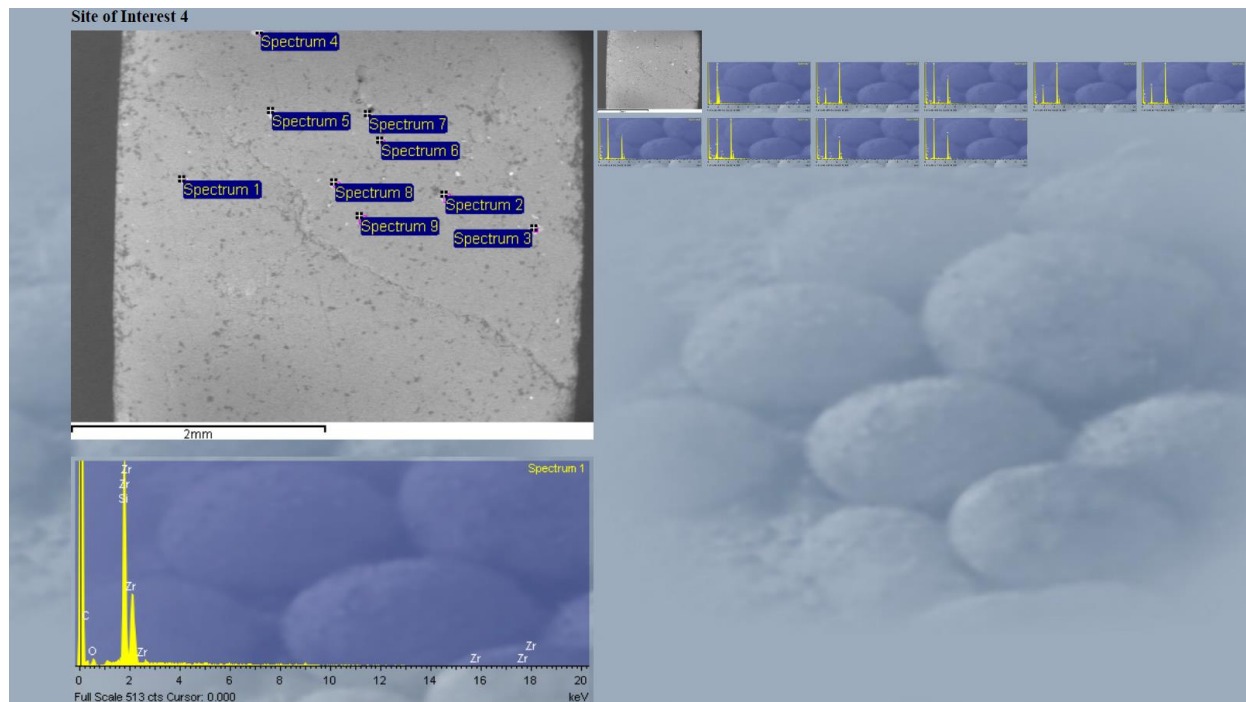 Site of Interest 4
Spectrum 4
Spectrum 5
Spectrum 7
Spectrum 6
Spectrum 1
Spectrum 8
Spectrum 2
Spectrum 9
Spectrum 3
2mm
Spectrum 1
Zr
Zr
Si
Zr
C
O
Zr
Zr
Zr
Zr
0 2 4 6 8 10 12 14 16 18 20
Full Scale 513 cts Cursor: 0.000 keV